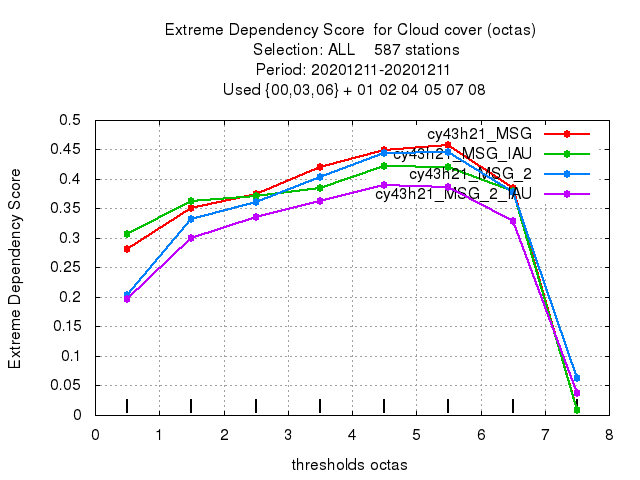 Extreme Dependency Score  for Cloud cover (octas)
Selection: ALL    587 stations
Period: 20201211-20201211
Used {00,03,06} + 01 02 04 05 07 08
0.5
0.45
0.4
0.35
0.3
0.25
0.2
0.15
0.1
0.05
0
Extreme Dependency Score
cy43h21_MSG
cy43h21_MSG_IAU
cy43h21_MSG_2
cy43h21_MSG_2_IAU
0 1 2 3 4 5 6 7 8
thresholds octas